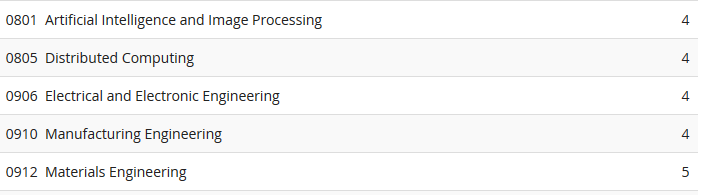 0801 Artificial Intelligence and Image Processing 4
0805 Distributed Computing 4
0906 Electrical and Electronic Engineering 4
0910 Manufacturing Engineering 4
0912 Materials Engineering 5